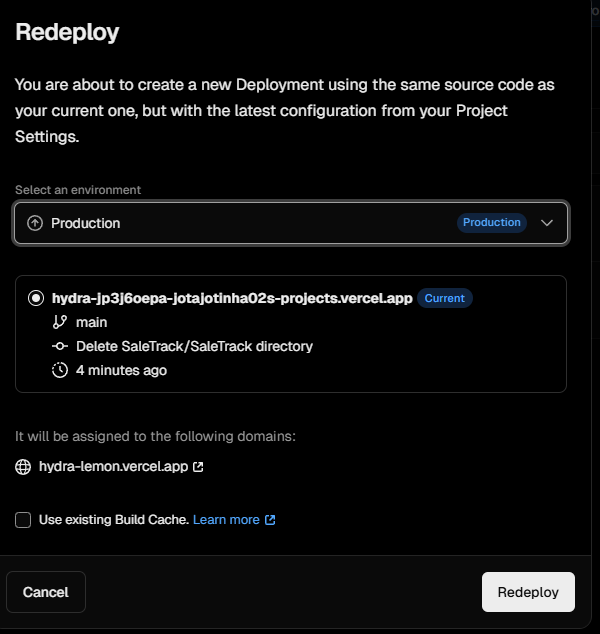 Redeploy
You are about to create a new Deployment using the same source code as
your current one, but with the latest configuration from your Project
Settings.
Select an environment
Production Production
hydra-jp3j6oepa-jotajotinha02s-projects.vercel.app Current
main
Delete SaleTrack/SaleTrack directory
4 minutes ago
It will be assigned to the following domains:
hydra-lemon.vercel.app
Use existing Build Cache. Learn more
Cancel Redeploy